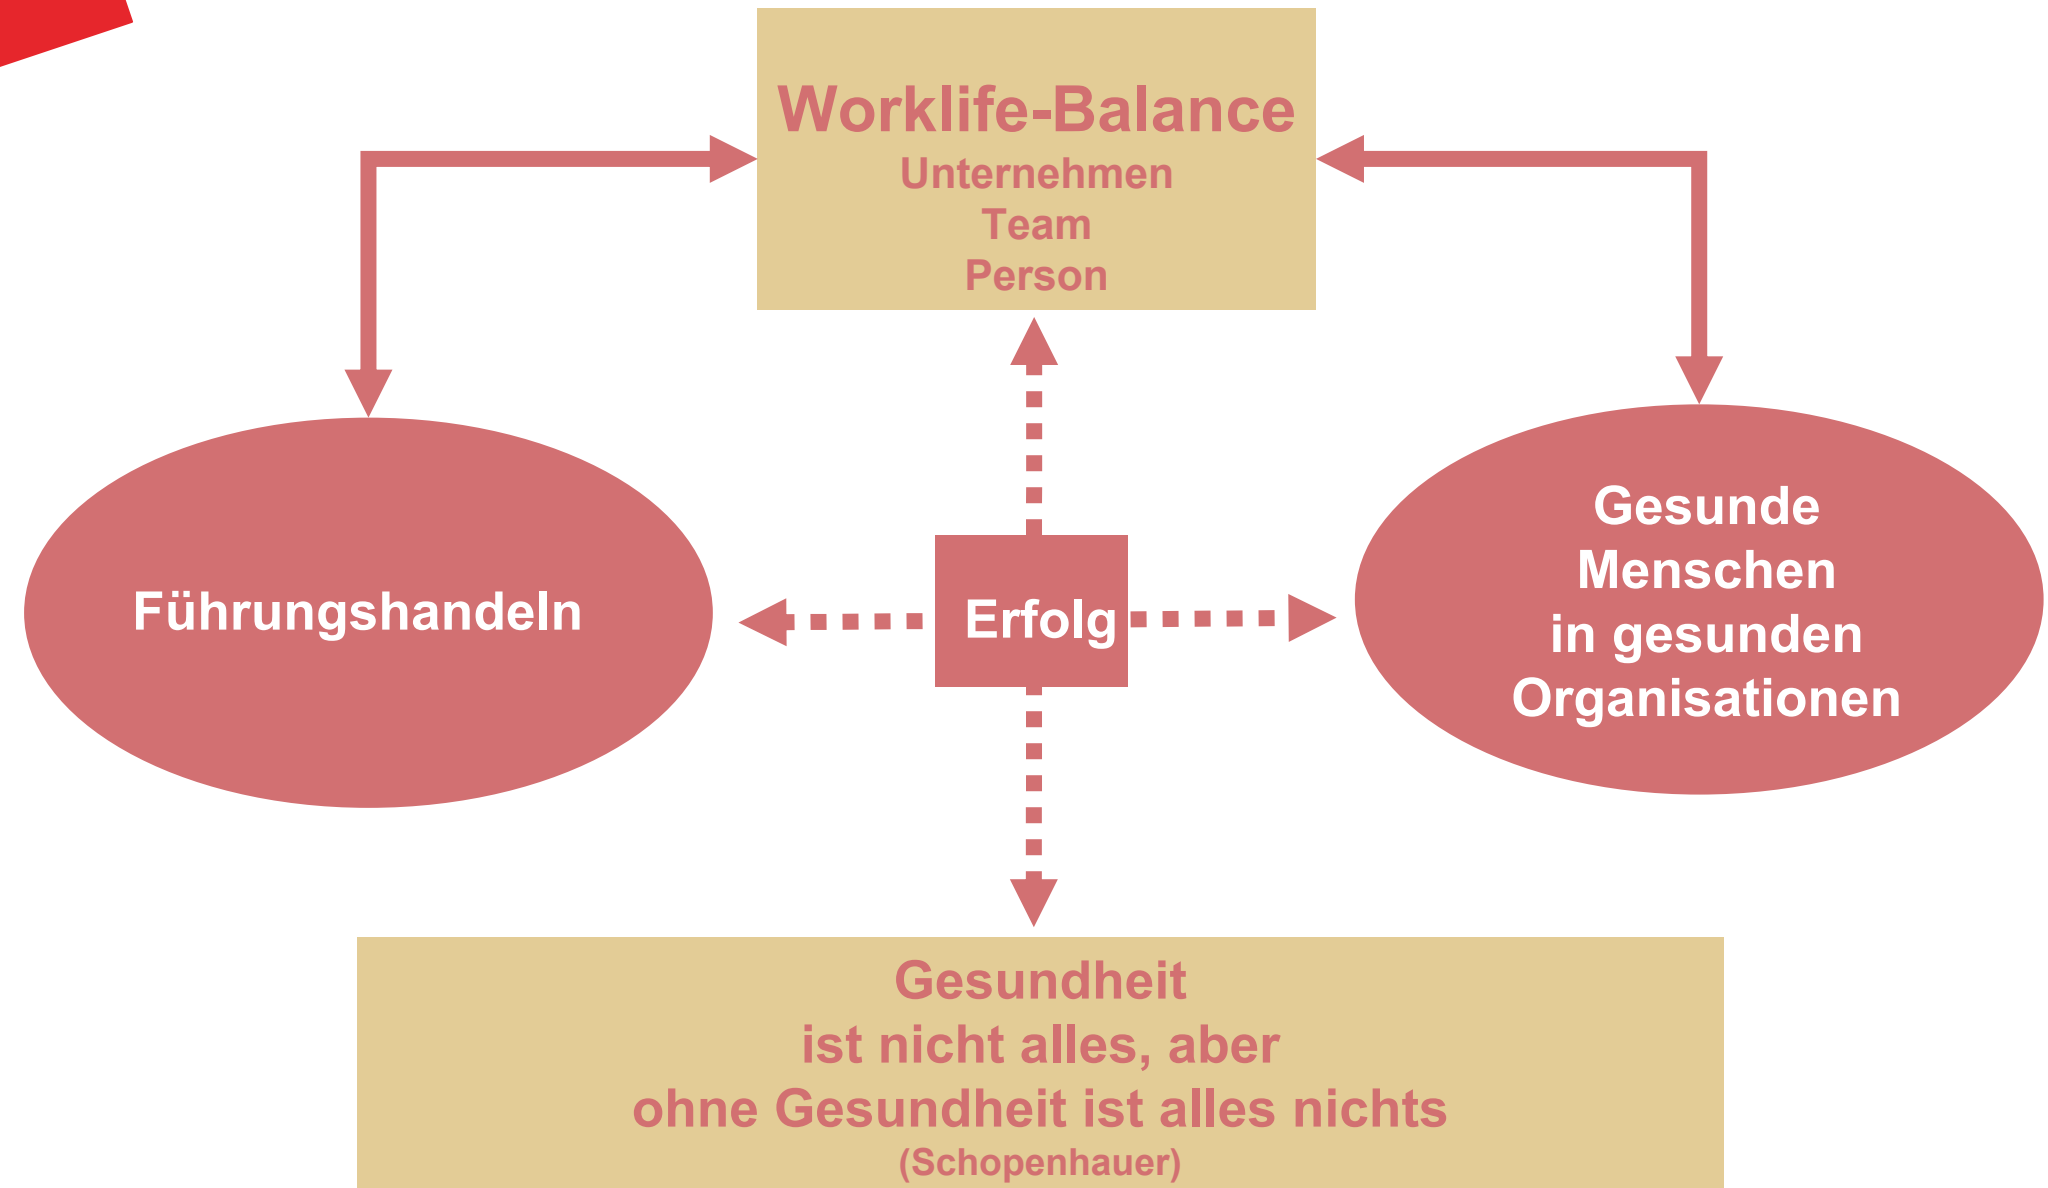 Worklife-Balance
Unternehmen
Team
Person
Führungshandeln
Erfolg
Gesunde
Menschen
in gesunden
Organisationen
Gesundheit
ist nicht alles, aber
ohne Gesundheit ist alles nichts
(Schopenhauer)